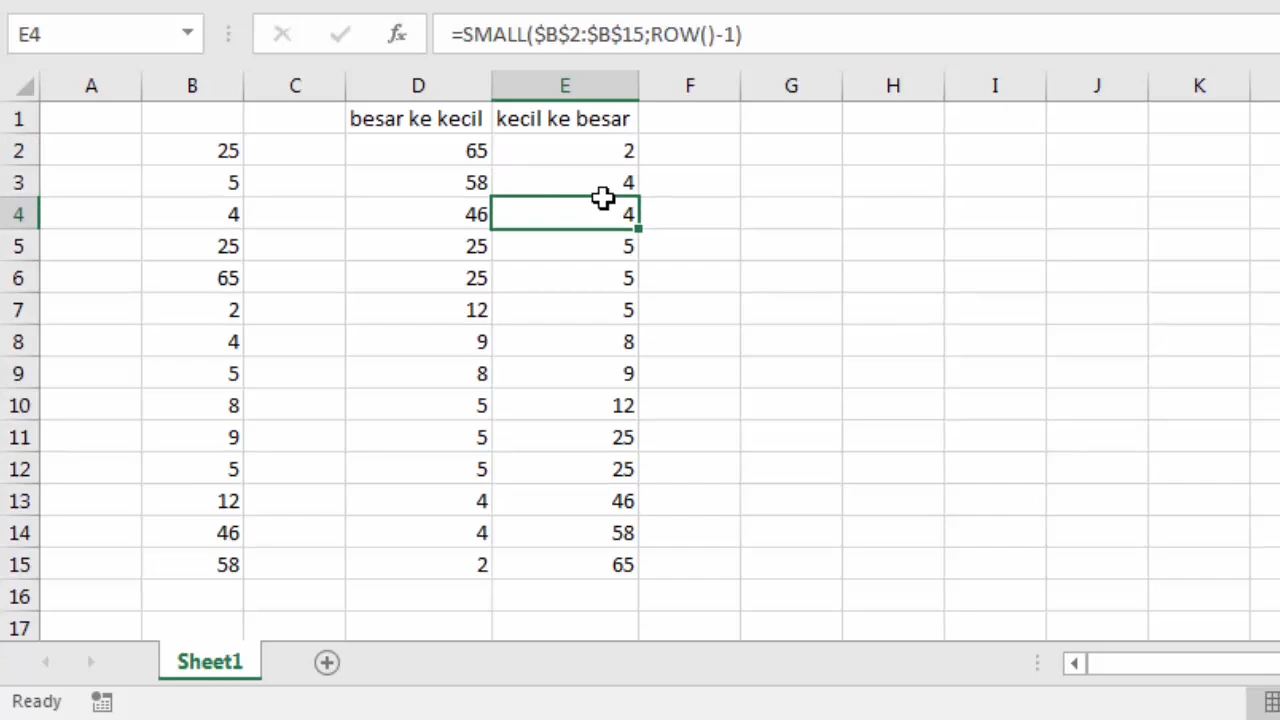 E4 fx =SMALL($B$2:$B$15;ROW()-1)
A B C D E F G H I J K
1 besar ke kecil kecil ke besar
2 25 65 2
3 5 58 4
4 4 46 4
5 25 25 5
6 65 25 5
7 2 12 5
8 4 9 8
9 5 8 9
10 8 5 12
11 9 5 25
12 5 5 25
13 12 4 46
14 46 4 58
15 58 2 65
16
17
Sheet1
Ready